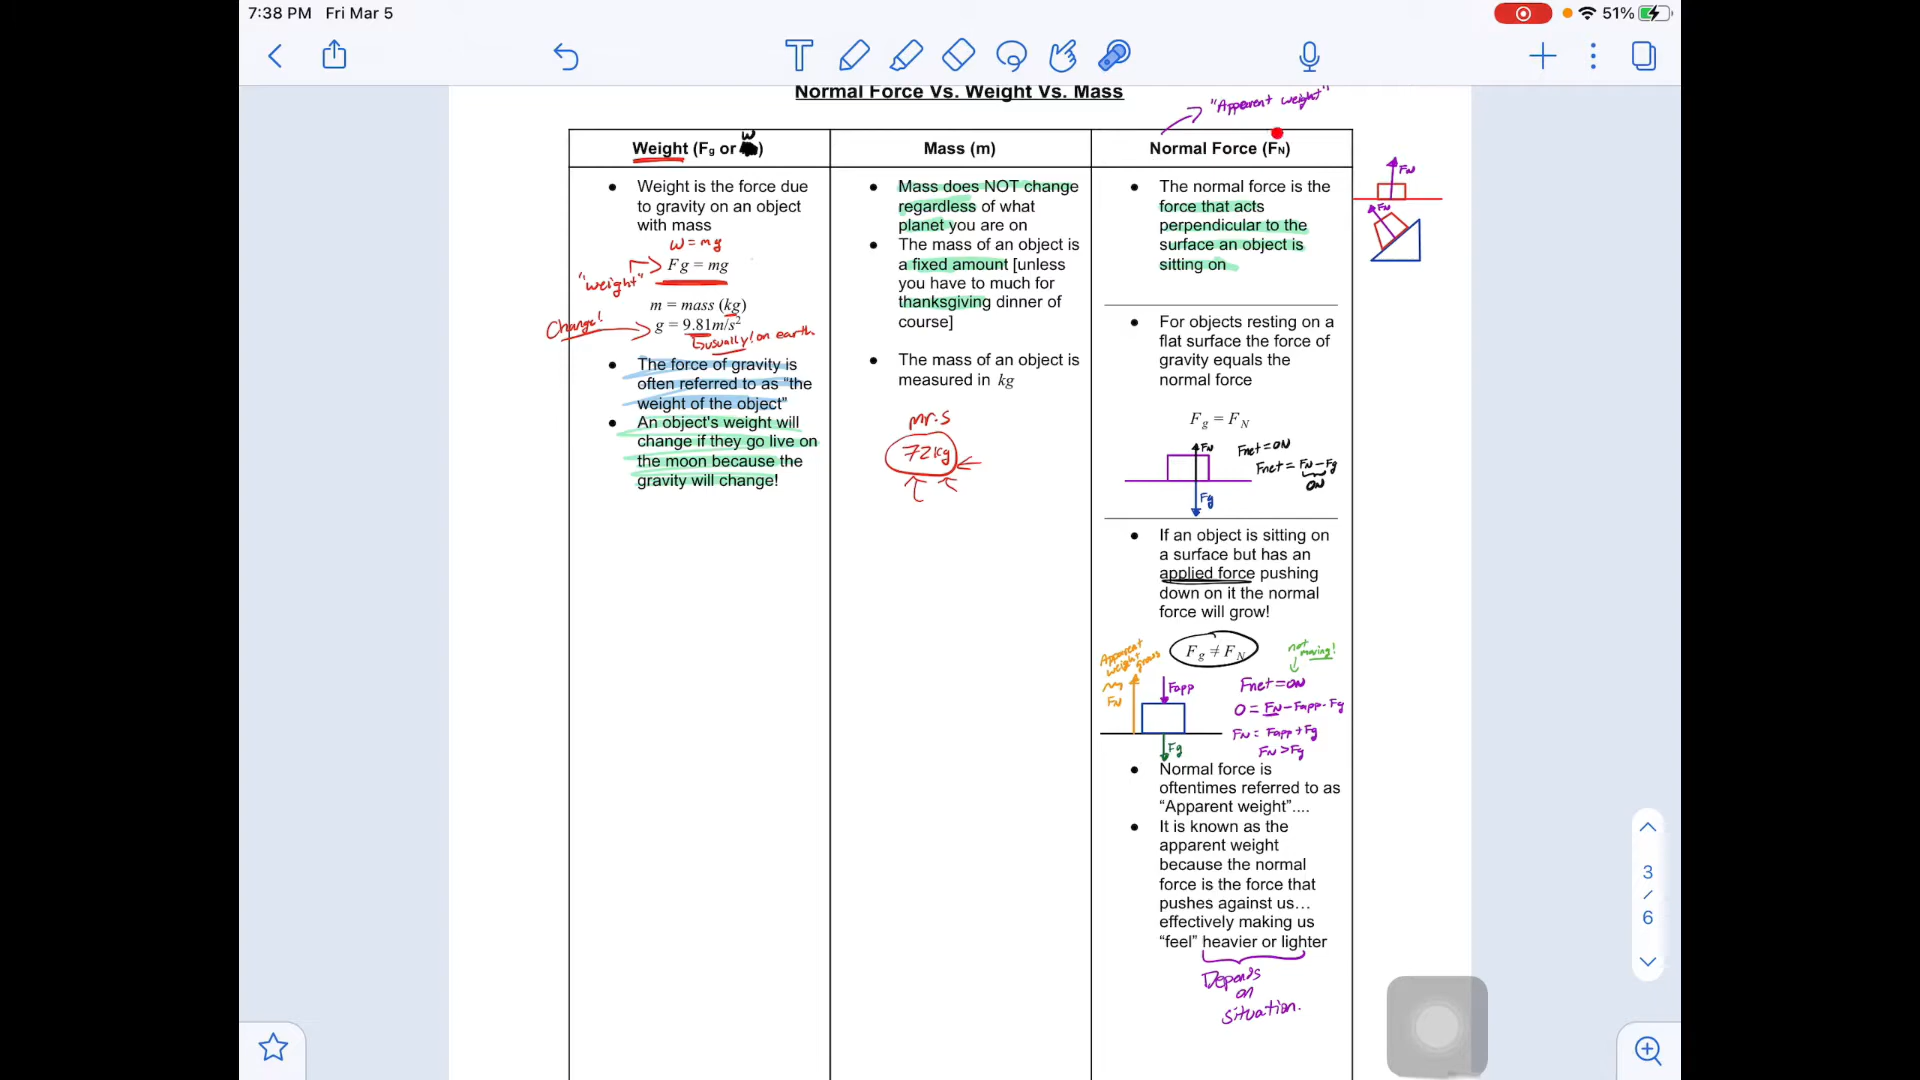 7:38 PM Fri Mar 5
51%
Normal Force Vs. Weight Vs. Mass
"Apparent weight"
Weight (Fg or W)
Mass (m)
Normal Force (FN)
Weight is the force due
to gravity on an object
with mass
W = mg
Fg = mg
"weight"
m = mass (kg)
Change!
g = 9.81m/s²
usually! on earth
The force of gravity is
often referred to as "the
weight of the object"
An object's weight will
change if they go live on
the moon because the
gravity will change!
Mass does NOT change
regardless of what
planet you are on
The mass of an object is
a fixed amount [unless
you have to much for
thanksgiving dinner of
course]
The mass of an object is
measured in kg
mr. S
72kg
The normal force is the
force that acts
perpendicular to the
surface an object is
sitting on
FN
FN
For objects resting on a
flat surface the force of
gravity equals the
normal force
Fg = FN
FN
Fnet = 0N
Fnet = FN - Fg
0N
Fg
If an object is sitting on
a surface but has an
applied force pushing
down on it the normal
force will grow!
Apparent
weight grows
Fg ≠ FN
not
moving!
FN
Fapp
Fnet = 0N
0 = FN - Fapp - Fg
FN = Fapp + Fg
FN > Fg
Fg
Normal force is
oftentimes referred to as
“Apparent weight”....
It is known as the
apparent weight
because the normal
force is the force that
pushes against us…
effectively making us
“feel” heavier or lighter
Depends
on
situation.
3
/
6